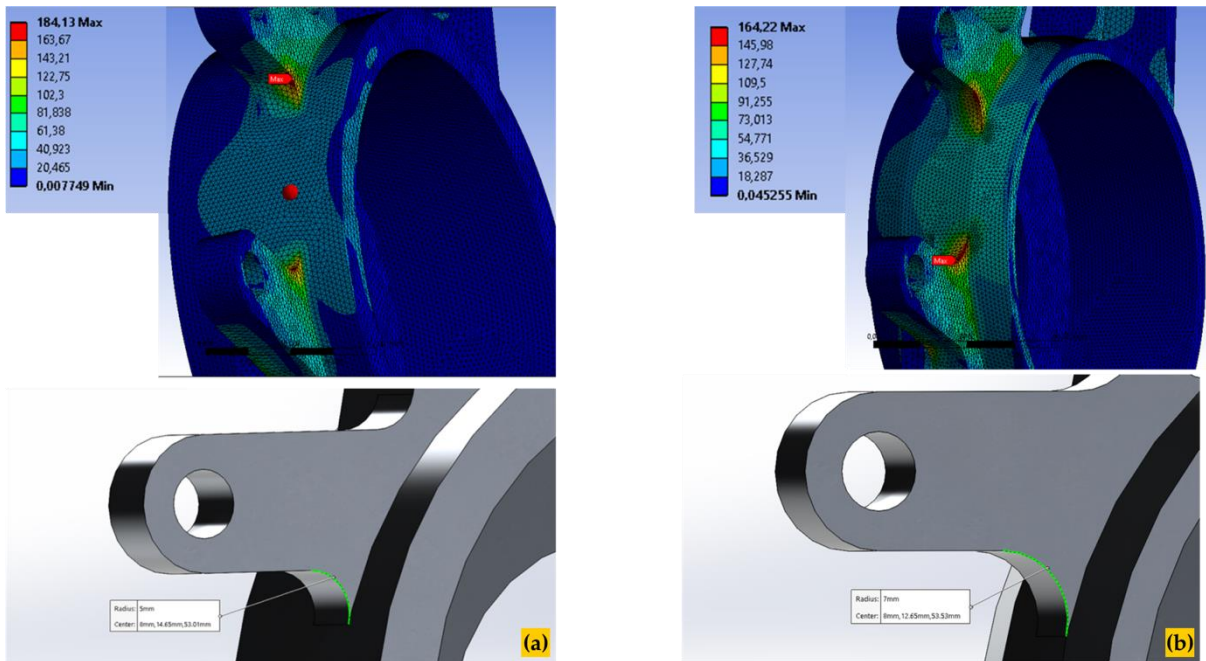 184,13 Max
163,67
143,21
122,75
102,3
81,838
61,38
40,923
20,465
0,007749 Min
Max
164,22 Max
145,98
127,74
109,5
91,255
73,013
54,771
36,529
18,287
0,045255 Min
Max
Radius: 5mm
Center: 8mm,14.65mm,53.01mm
(a)
Radius: 7mm
Center: 8mm,12.65mm,53.53mm
(b)